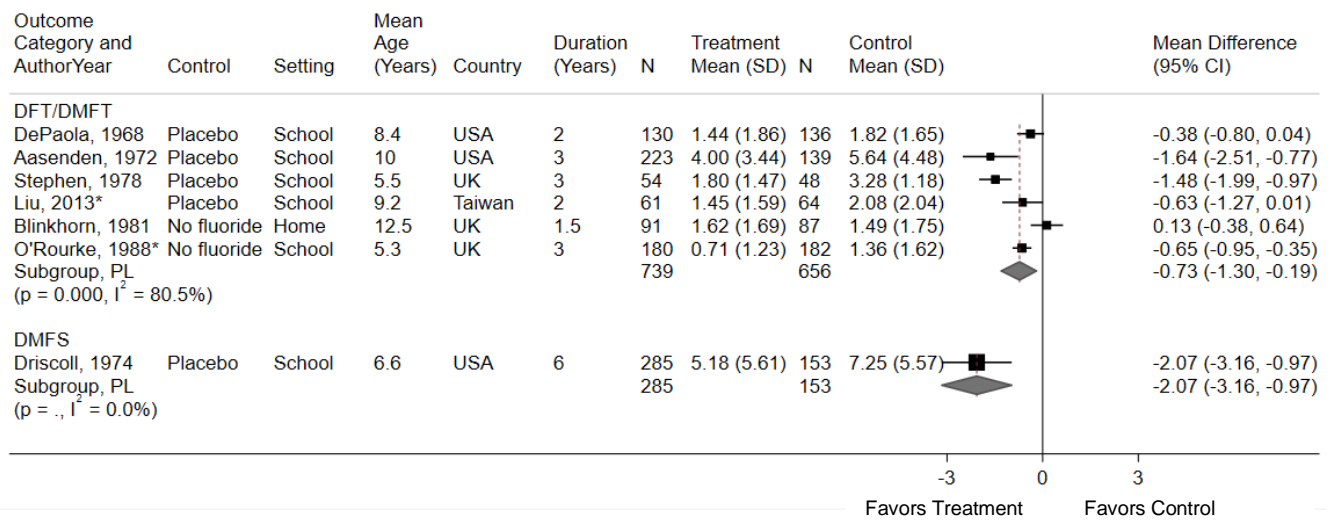 Outcome Mean
Category and Age Duration Treatment Control Mean Difference
AuthorYear Control Setting (Years) Country (Years) N Mean (SD) N Mean (SD) (95% CI)
DFT/DMFT
DePaola, 1968 Placebo School 8.4 USA 2 130 1.44 (1.86) 136 1.82 (1.65) -0.38 (-0.80, 0.04)
Aasenden, 1972 Placebo School 10 USA 3 223 4.00 (3.44) 139 5.64 (4.48) -1.64 (-2.51, -0.77)
Stephen, 1978 Placebo School 5.5 UK 3 54 1.80 (1.47) 48 3.28 (1.18) -1.48 (-1.99, -0.97)
Liu, 2013* Placebo School 9.2 Taiwan 2 61 1.45 (1.59) 64 2.08 (2.04) -0.63 (-1.27, 0.01)
Blinkhorn, 1981 No fluoride Home 12.5 UK 1.5 91 1.62 (1.69) 87 1.49 (1.75) 0.13 (-0.38, 0.64)
O'Rourke, 1988* No fluoride School 5.3 UK 3 180 0.71 (1.23) 182 1.36 (1.62) -0.65 (-0.95, -0.35)
Subgroup, PL 739 656 -0.73 (-1.30, -0.19)
(p = 0.000, I² = 80.5%)
DMFS
Driscoll, 1974 Placebo School 6.6 USA 6 285 5.18 (5.61) 153 7.25 (5.57) -2.07 (-3.16, -0.97)
Subgroup, PL 285 153 -2.07 (-3.16, -0.97)
(p = ., I² = 0.0%)
-3 0 3
Favors Treatment Favors Control